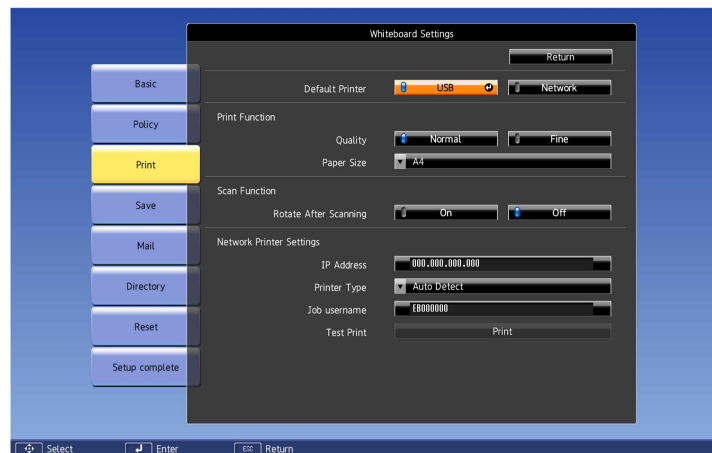 Whiteboard Settings
Return
Basic
Policy
Print
Save
Mail
Directory
Reset
Setup complete
Default Printer USB Network
Print Function
Quality Normal Fine
Paper Size A4
Scan Function
Rotate After Scanning On Off
Network Printer Settings
IP Address 000.000.000.000
Printer Type Auto Detect
Job username EB000000
Test Print Print
Select Enter ESC Return